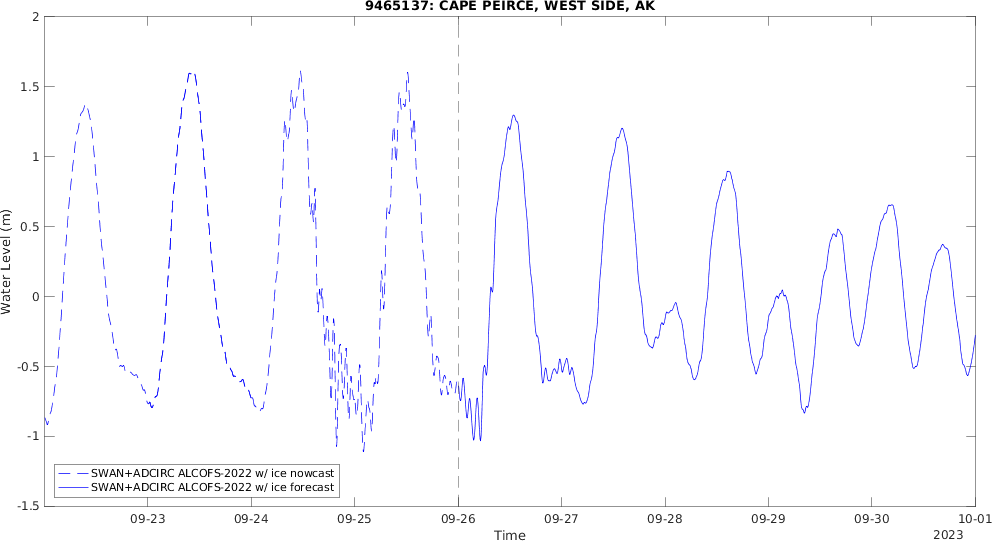 9465137: CAPE PEIRCE, WEST SIDE, AK
2
1.5
1
0.5
0
-0.5
-1
-1.5
Water Level (m)
SWAN+ADCIRC ALCOFS-2022 w/ ice nowcast
SWAN+ADCIRC ALCOFS-2022 w/ ice forecast
09-23 09-24 09-25 09-26 09-27 09-28 09-29 09-30 10-01
Time
2023